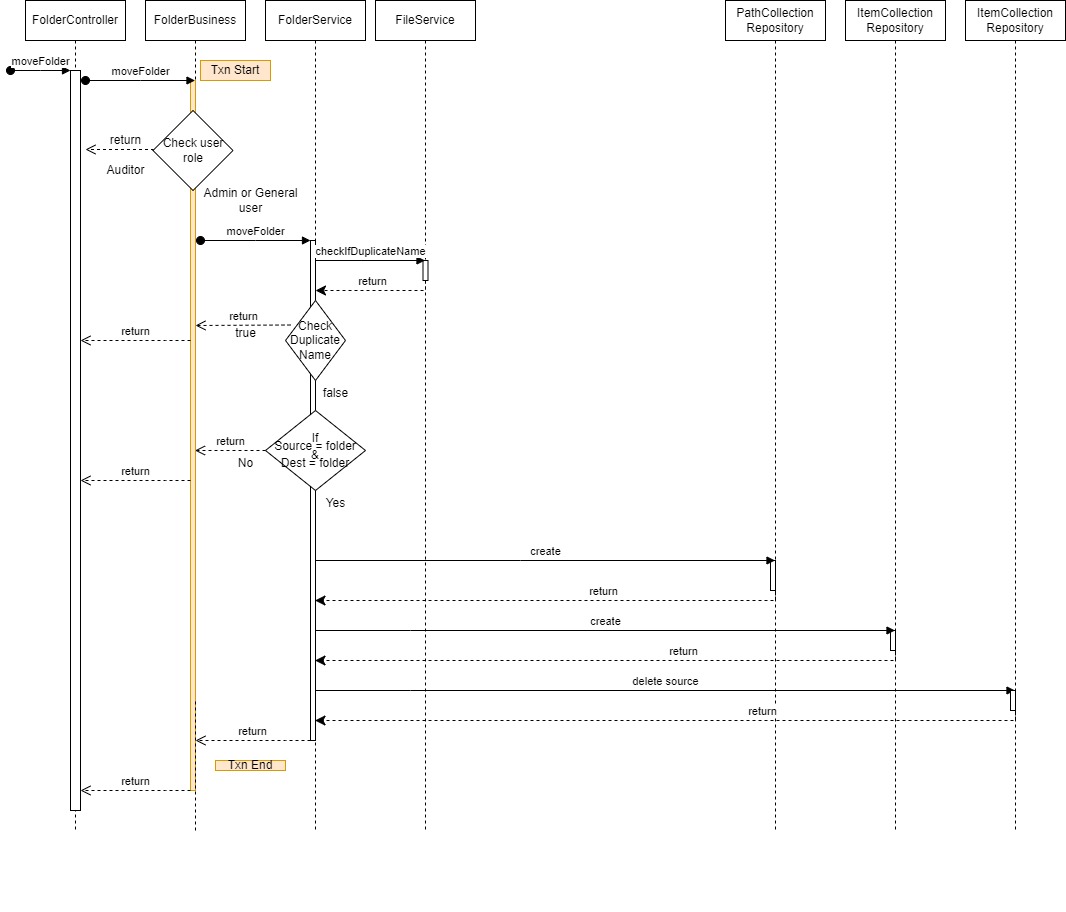 FolderController
FolderBusiness
FolderService
FileService
PathCollection
Repository
ItemCollection
Repository
ItemCollection
Repository
moveFolder
moveFolder
Txn Start
return
Auditor
Check user
role
Admin or General
user
moveFolder
checkIfDuplicateName
return
return
true
return
Check
Duplicate
Name
false
If
Source = folder
&
Dest = folder
return
No
return
Yes
create
return
create
return
delete source
return
return
Txn End
return